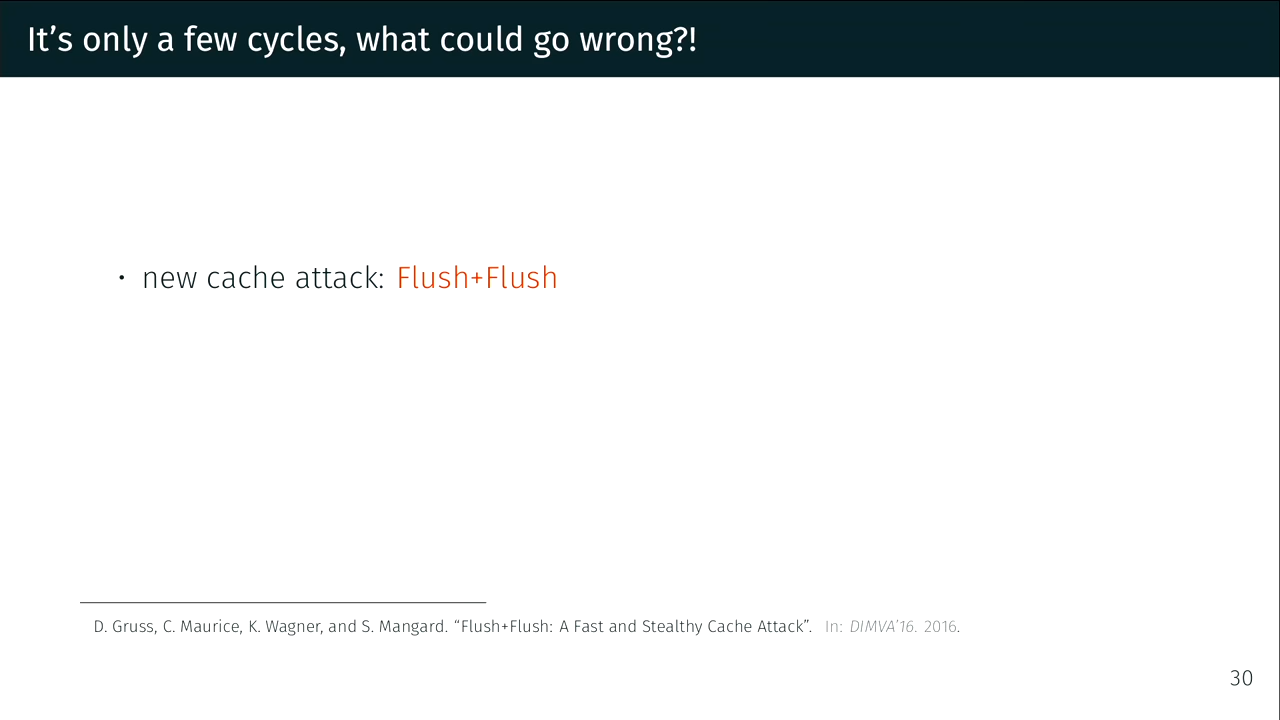 It’s only a few cycles, what could go wrong?!
• new cache attack: Flush+Flush
D. Gruss, C. Maurice, K. Wagner, and S. Mangard. “Flush+Flush: A Fast and Stealthy Cache Attack”. In: DIMVA’16. 2016.
30